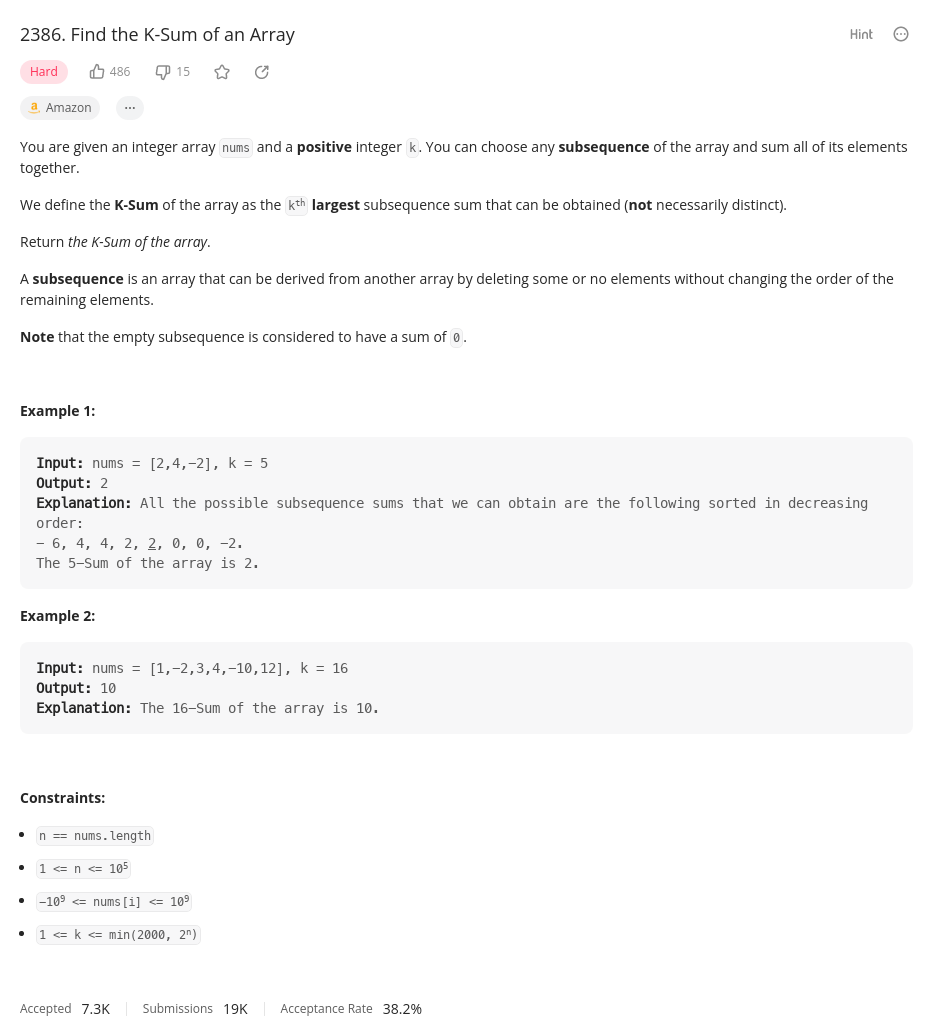 2386. Find the K-Sum of an Array
Hint
Hard 486 15
a Amazon ...
You are given an integer array nums and a positive integer k. You can choose any subsequence of the array and sum all of its elements
together.
We define the K-Sum of the array as the kth largest subsequence sum that can be obtained (not necessarily distinct).
Return the K-Sum of the array.
A subsequence is an array that can be derived from another array by deleting some or no elements without changing the order of the
remaining elements.
Note that the empty subsequence is considered to have a sum of 0.
Example 1:
Input: nums = [2,4,−2], k = 5
Output: 2
Explanation: All the possible subsequence sums that we can obtain are the following sorted in decreasing
order:
− 6, 4, 4, 2, 2, 0, 0, −2.
The 5−Sum of the array is 2.
Example 2:
Input: nums = [1,−2,3,4,−10,12], k = 16
Output: 10
Explanation: The 16−Sum of the array is 10.
Constraints:
n == nums.length
1 <= n <= 10⁵
−10⁹ <= nums[i] <= 10⁹
1 <= k <= min(2000, 2ⁿ)
Accepted 7.3K Submissions 19K Acceptance Rate 38.2%